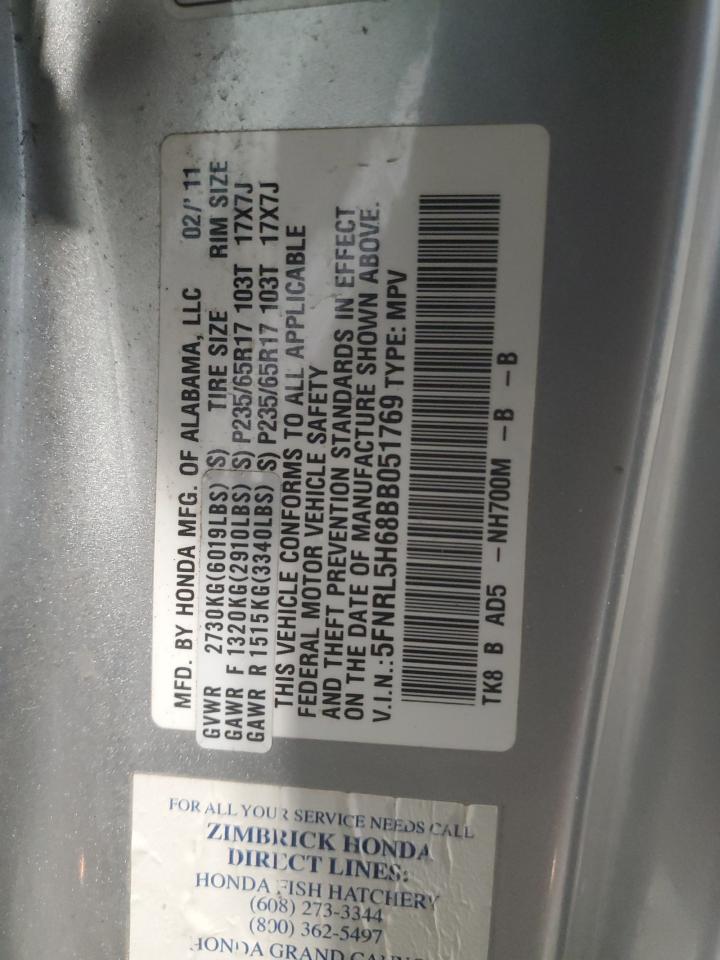 MFD. BY HONDA MFG. OF ALABAMA, LLC 02/'11
GVWR 2730KG(6019LBS) (S) TIRE SIZE RIM SIZE
GAWR F 1320KG(2910LBS) (S) P235/65R17 103T 17X7J
GAWR R 1515KG(3340LBS) (S) P235/65R17 103T 17X7J
THIS VEHICLE CONFORMS TO ALL APPLICABLE
FEDERAL MOTOR VEHICLE SAFETY
AND THEFT PREVENTION STANDARDS IN EFFECT
ON THE DATE OF MANUFACTURE SHOWN ABOVE.
V.I.N.:5FNRL5H68BB051769 TYPE: MPV
TK8 B AD5 -NH700M -B -B
FOR ALL YOUR SERVICE NEEDS CALL
ZIMBRICK HONDA
DIRECT LINES:
HONDA FISH HATCHERY
(608) 273-3344
(800) 362-5497
HONDA GRAND